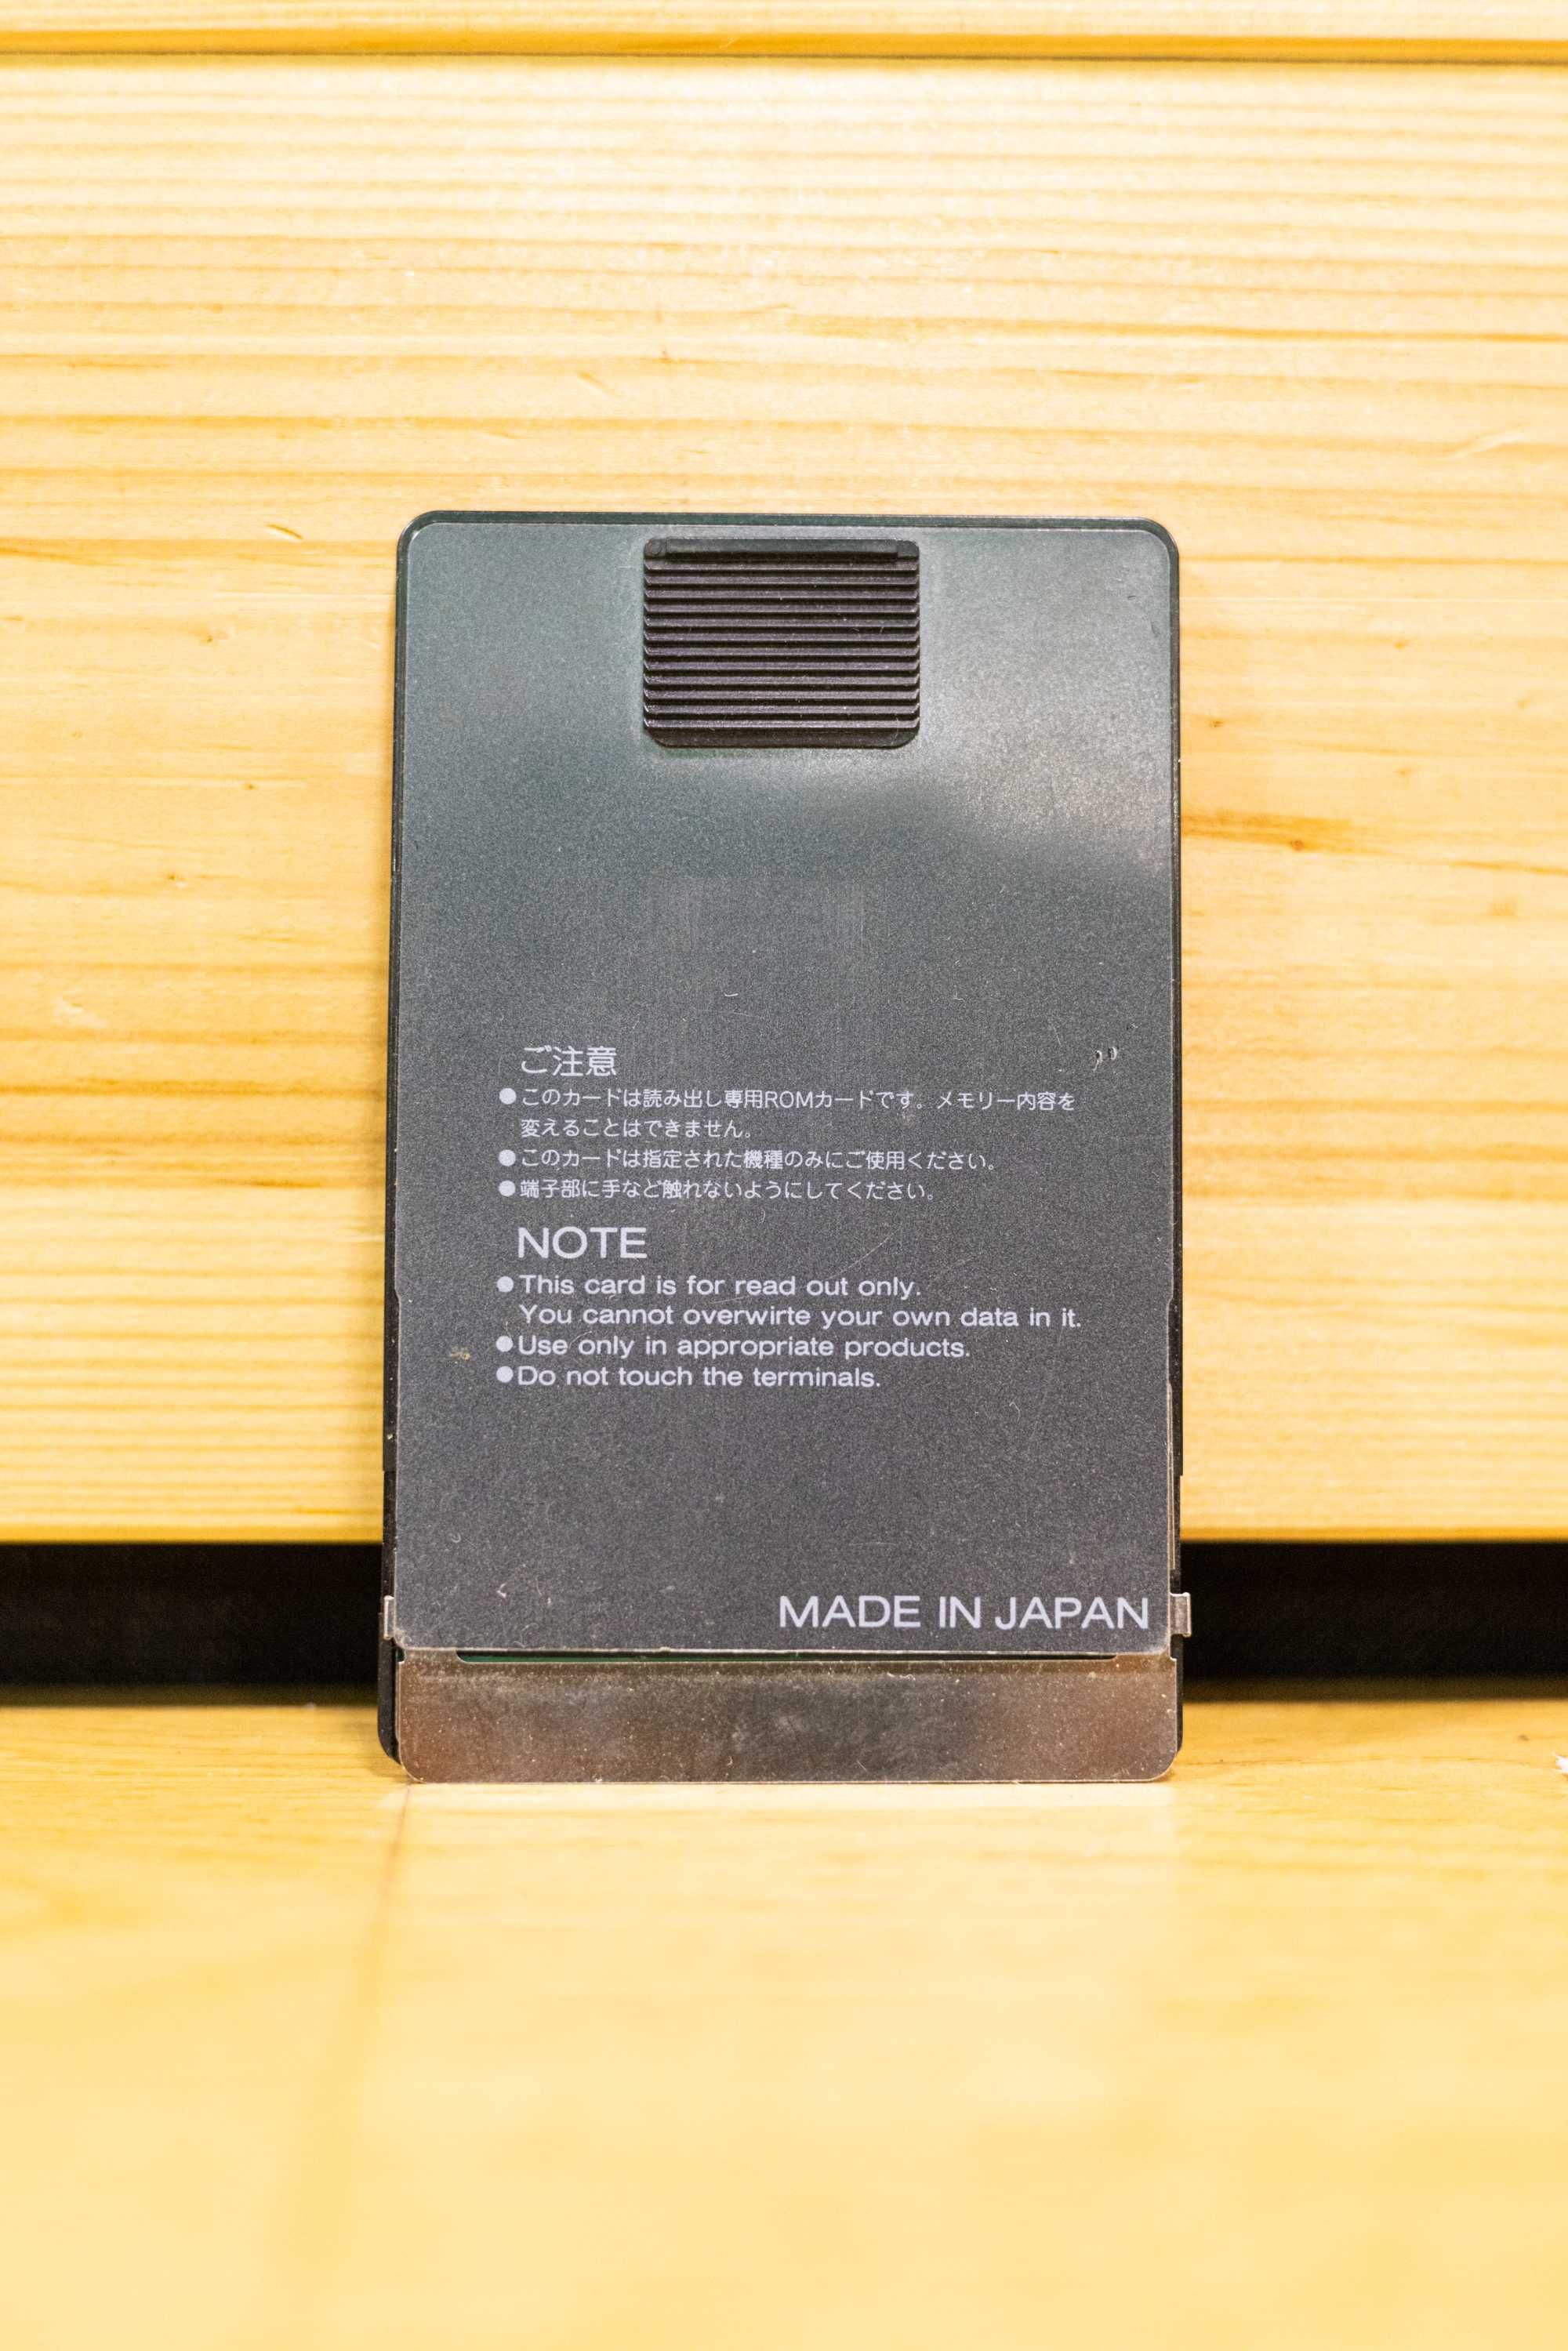 ご注意
●このカードは読み出し専用ROMカードです。メモリー内容を
変えることはできません。
●このカードは指定された機種のみにご使用ください。
●端子部に手など触れないようにしてください。
NOTE
●This card is for read out only.
You cannot overwirte your own data in it.
●Use only in appropriate products.
●Do not touch the terminals.
MADE IN JAPAN